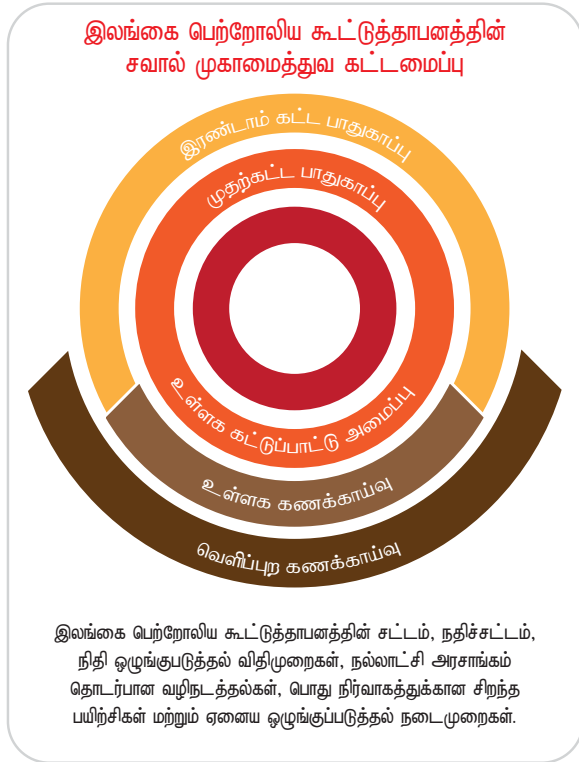 இலங்கை பெற்றோலிய கூட்டுத்தாபனத்தின்
சவால் முகாமைத்துவ கட்டமைப்பு
இரண்டாம் கட்ட பாதுகாப்பு
முதற்கட்ட பாதுகாப்பு
உள்ளக கட்டுப்பாட்டு அமைப்பு
உள்ளக கணக்காய்வு
வெளிப்புற கணக்காய்வு
இலங்கை பெற்றோலிய கூட்டுத்தாபனத்தின் சட்டம், நதிச்சட்டம்,
நிதி ஒழுங்குபடுத்தல் விதிமுறைகள், நல்லாட்சி அரசாங்கம்
தொடர்பான வழிநடத்தல்கள், பொது நிர்வாகத்துக்கான சிறந்த
பயிற்சிகள் மற்றும் ஏனைய ஒழுங்குப்படுத்தல் நடைமுறைகள்.